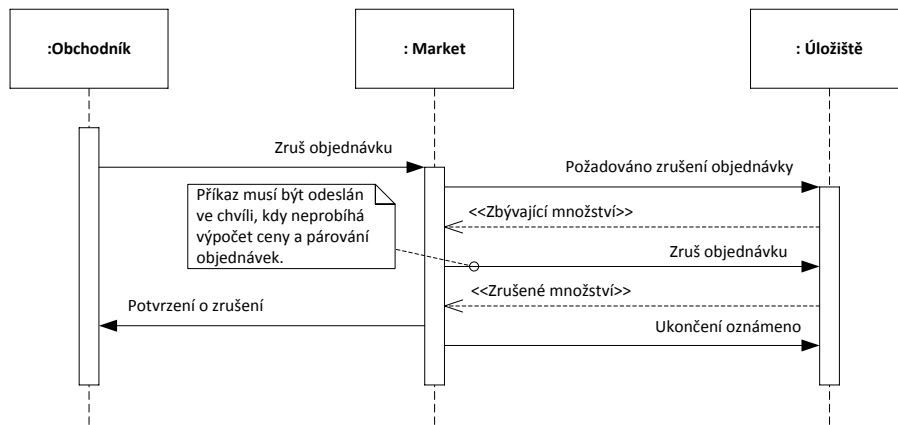 :Obchodník
: Market
: Úložiště
Zruš objednávku
Požadováno zrušení objednávky
Příkaz musí být odeslán
ve chvíli, kdy neprobíhá
výpočet ceny a párování
objednávek.
<<Zbývající množství>>
Zruš objednávku
<<Zrušené množství>>
Potvrzení o zrušení
Ukončení oznámeno